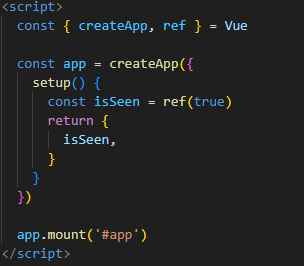 <script>
  const { createApp, ref } = Vue

  const app = createApp({
    setup() {
      const isSeen = ref(true)
      return {
        isSeen,
      }
    }
  })

  app.mount('#app')
</script>